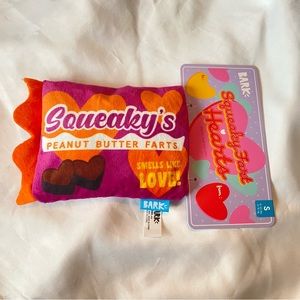 Squeaky's
PEANUT BUTTER FARTS
SMELLS LIKE
LOVE!
BARK
BARK
Squeaky Fart
Hearts
S